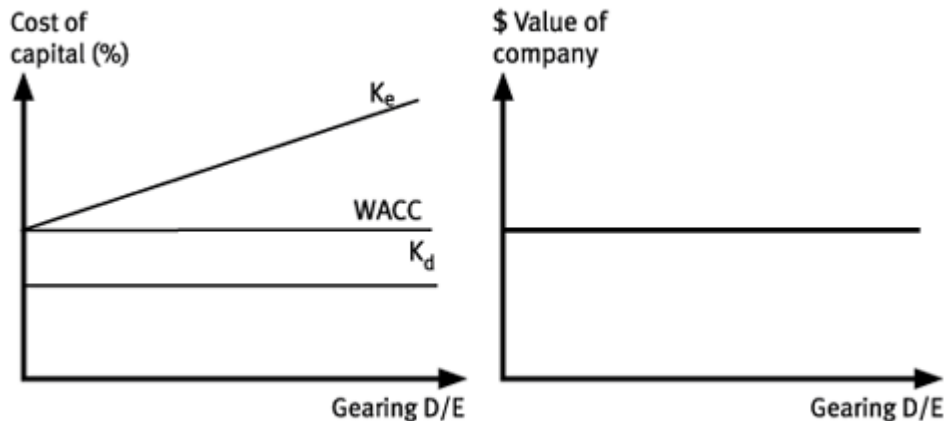 Cost of
capital (%)
Ke
WACC
Kd
Gearing D/E
$ Value of
company
Gearing D/E